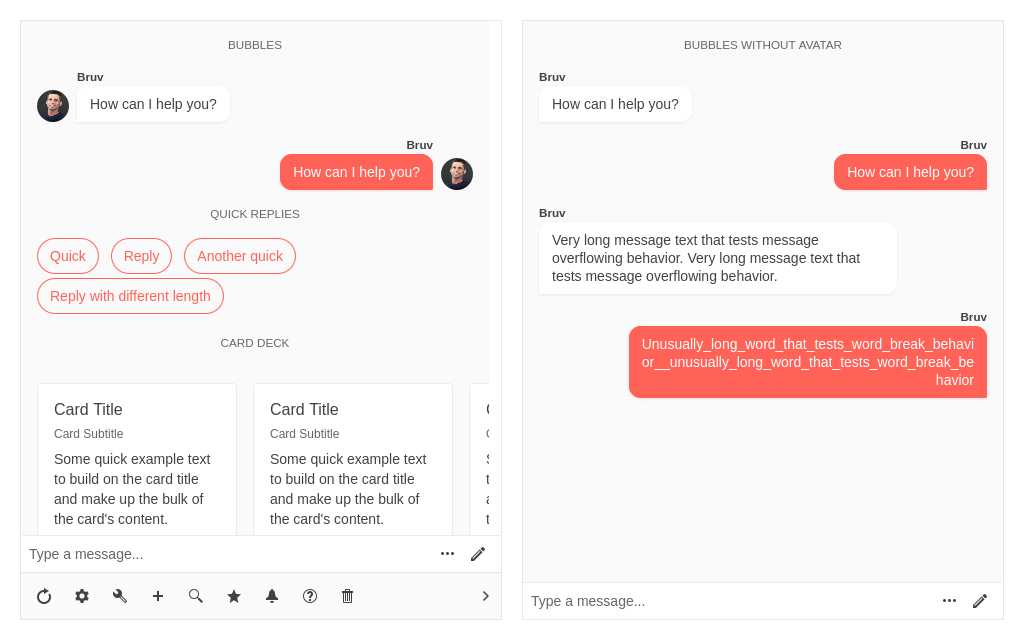 BUBBLES
Bruv
How can I help you?
Bruv
How can I help you?
QUICK REPLIES
Quick
Reply
Another quick
Reply with different length
CARD DECK
Card Title
Card Subtitle
Some quick example text
to build on the card title
and make up the bulk of
the card's content.
Card Title
Card Subtitle
Some quick example text
to build on the card title
and make up the bulk of
the card's content.
Type a message...
BUBBLES WITHOUT AVATAR
Bruv
How can I help you?
Bruv
How can I help you?
Bruv
Very long message text that tests message
overflowing behavior. Very long message text that
tests message overflowing behavior.
Bruv
Unusually_long_word_that_tests_word_break_behavi
or__unusually_long_word_that_tests_word_break_be
havior
Type a message...